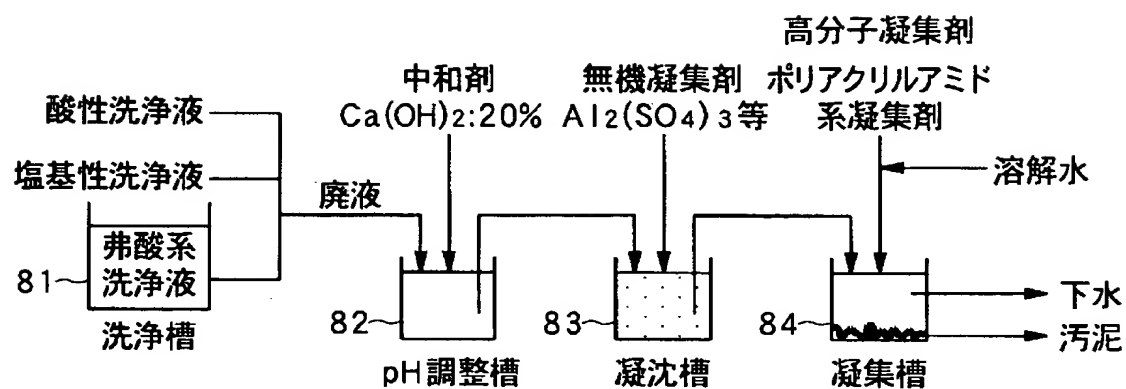 高分子凝集剤
中和剤
無機凝集剤
ポリアクリルアミド
酸性洗浄液
Ca(OH)2:20%
Al2(SO4)3等
系凝集剤
塩基性洗浄液
溶解水
廃液
弗酸系
洗浄液
81
82
83
84
下水
汚泥
洗浄槽
pH調整槽
凝沈槽
凝集槽